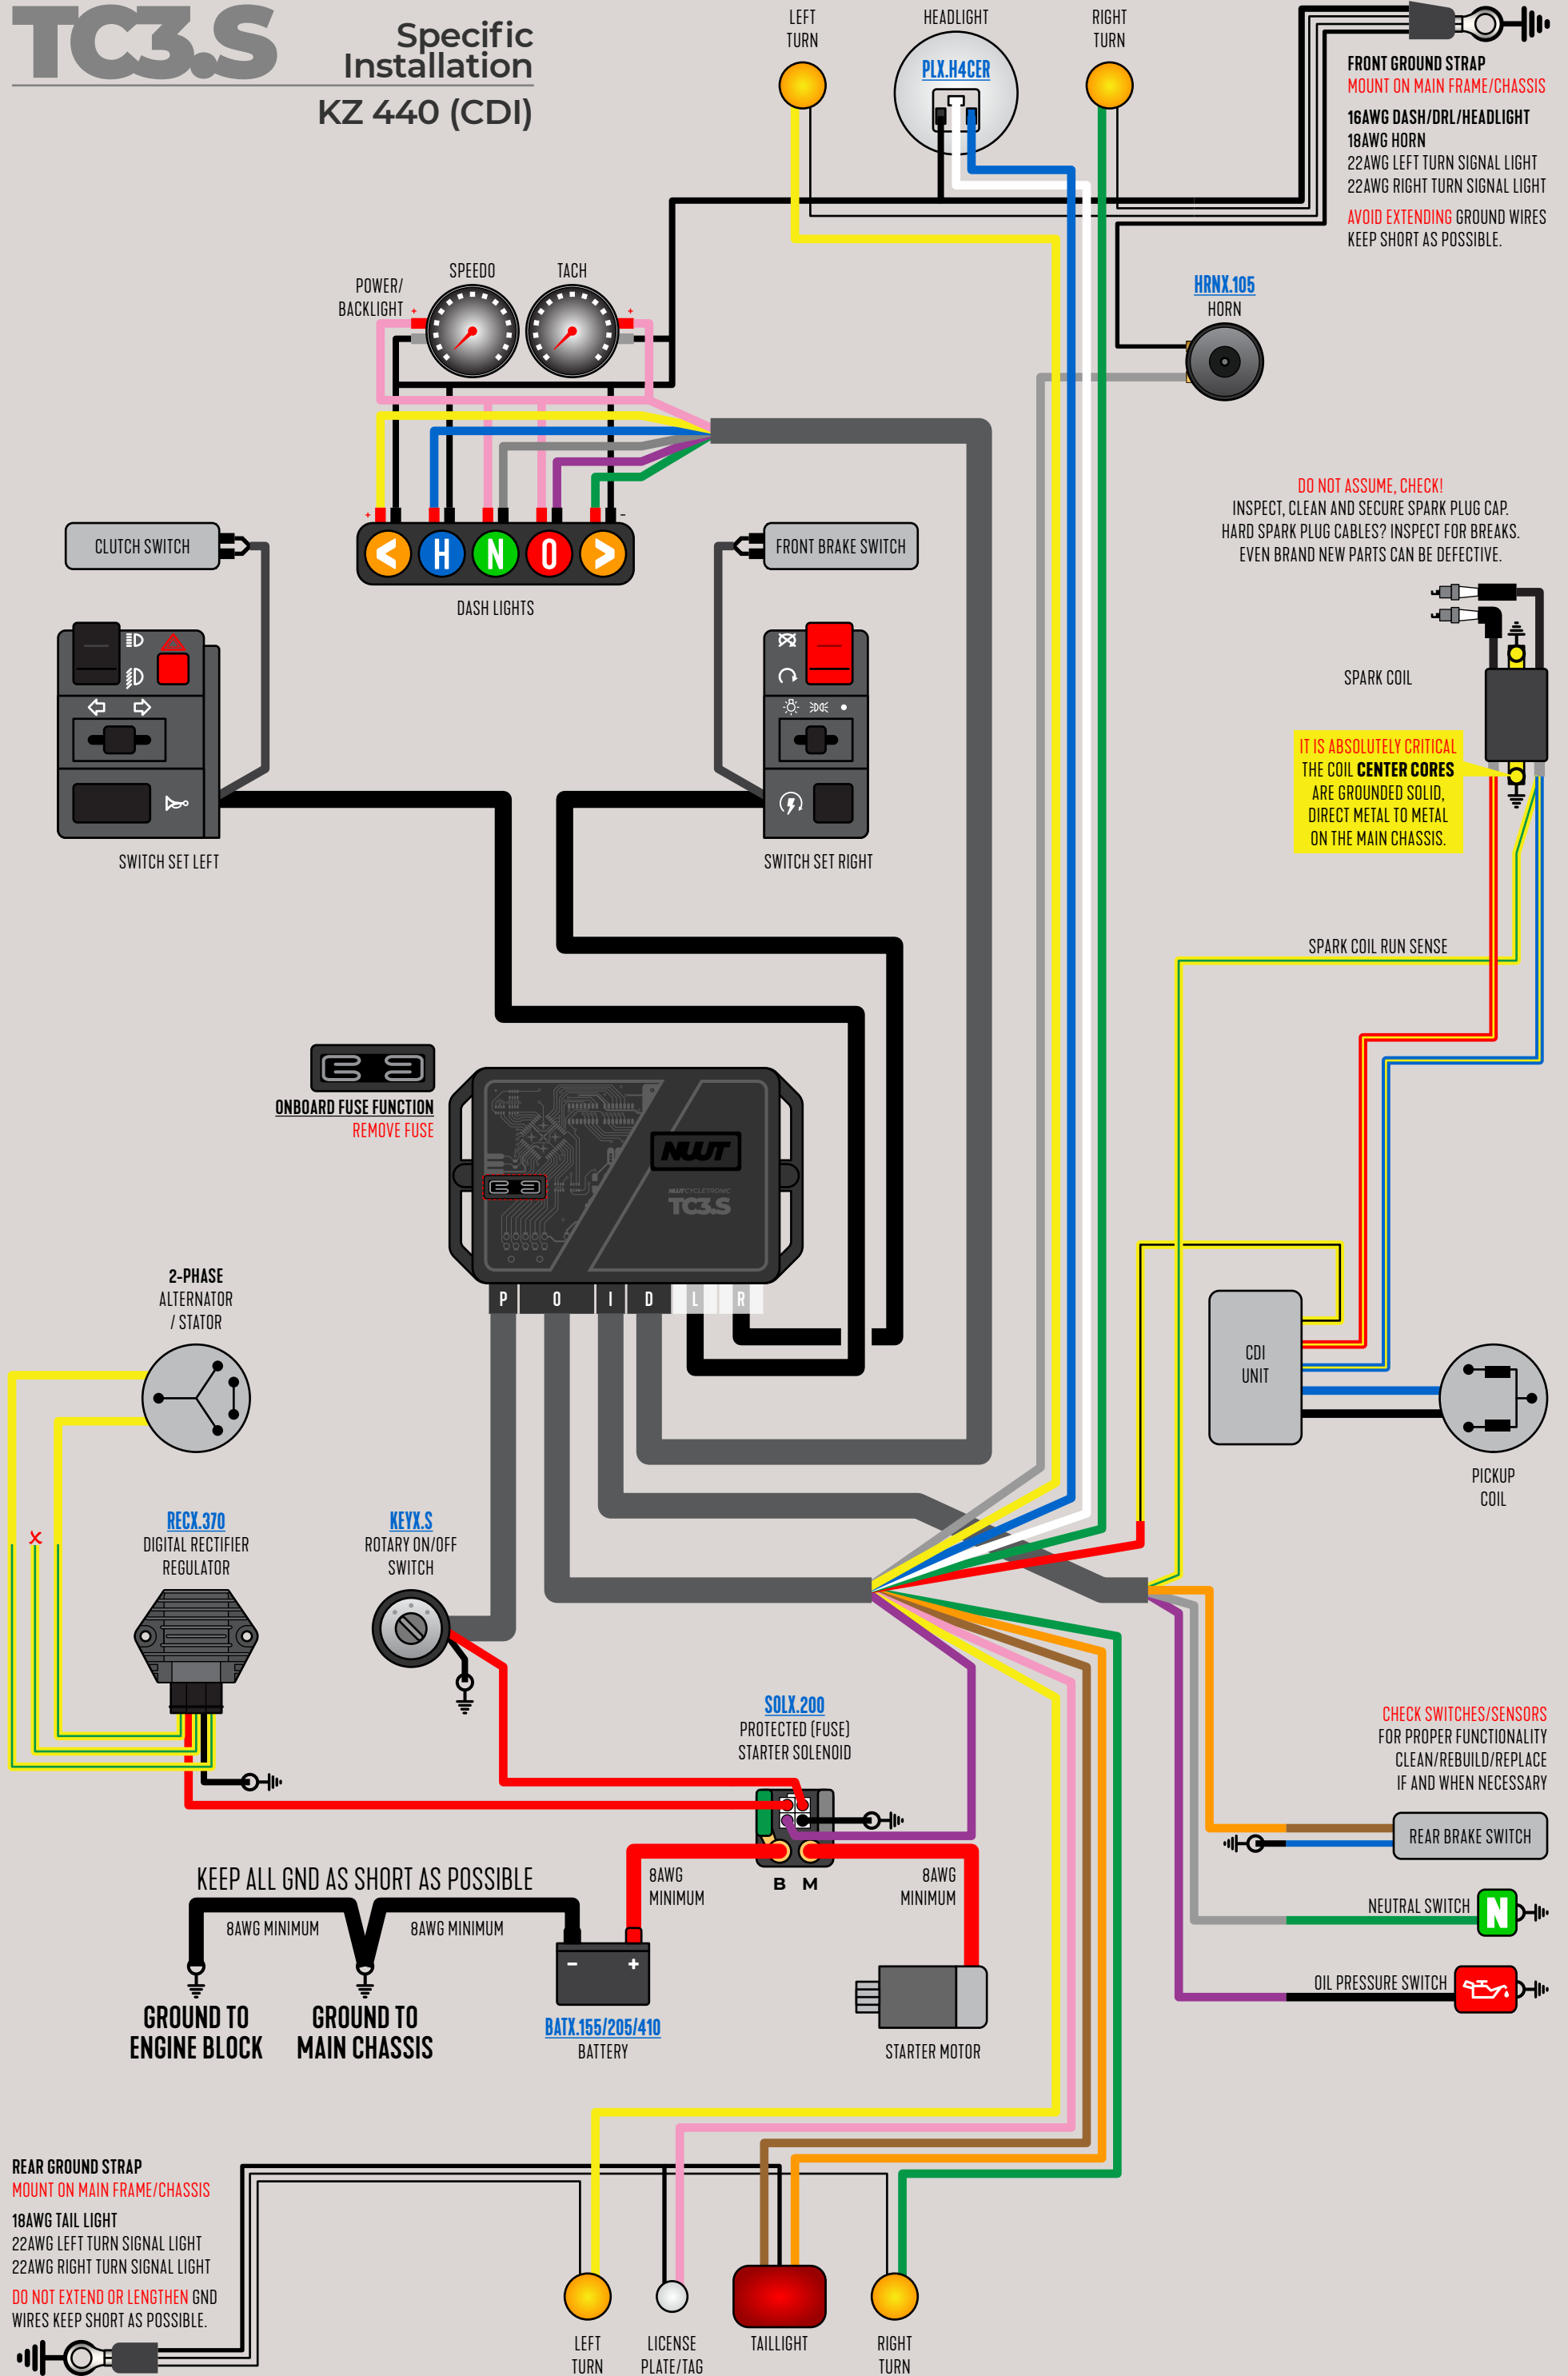 TC3.S
Specific
Installation
KZ 440 (CDI)
LEFT
TURN
HEADLIGHT
PLX.H4CER
RIGHT
TURN
FRONT GROUND STRAP
MOUNT ON MAIN FRAME/CHASSIS
16AWG DASH/DRL/HEADLIGHT
18AWG HORN
22AWG LEFT TURN SIGNAL LIGHT
22AWG RIGHT TURN SIGNAL LIGHT
AVOID EXTENDING GROUND WIRES
KEEP SHORT AS POSSIBLE.
POWER/
BACKLIGHT
SPEEDO
TACH
+
+
HRNX.105
HORN
+
-
< H N O >
DASH LIGHTS
CLUTCH SWITCH
FRONT BRAKE SWITCH
DO NOT ASSUME, CHECK!
INSPECT, CLEAN AND SECURE SPARK PLUG CAP.
HARD SPARK PLUG CABLES? INSPECT FOR BREAKS.
EVEN BRAND NEW PARTS CAN BE DEFECTIVE.
SPARK COIL
IT IS ABSOLUTELY CRITICAL
THE COIL CENTER CORES
ARE GROUNDED SOLID,
DIRECT METAL TO METAL
ON THE MAIN CHASSIS.
SWITCH SET LEFT
SWITCH SET RIGHT
SPARK COIL RUN SENSE
ONBOARD FUSE FUNCTION
REMOVE FUSE
NWT
NWTCYCLETRONIC
TC3.S
P O I D L R
2-PHASE
ALTERNATOR
/ STATOR
CDI
UNIT
PICKUP
COIL
X
RECX.370
DIGITAL RECTIFIER
REGULATOR
KEYX.S
ROTARY ON/OFF
SWITCH
SOLX.200
PROTECTED (FUSE)
STARTER SOLENOID
B M
8AWG
MINIMUM
8AWG
MINIMUM
CHECK SWITCHES/SENSORS
FOR PROPER FUNCTIONALITY
CLEAN/REBUILD/REPLACE
IF AND WHEN NECESSARY
REAR BRAKE SWITCH
NEUTRAL SWITCH
N
OIL PRESSURE SWITCH
KEEP ALL GND AS SHORT AS POSSIBLE
8AWG MINIMUM
8AWG MINIMUM
GROUND TO
ENGINE BLOCK
GROUND TO
MAIN CHASSIS
- +
BATX.155/205/410
BATTERY
STARTER MOTOR
REAR GROUND STRAP
MOUNT ON MAIN FRAME/CHASSIS
18AWG TAIL LIGHT
22AWG LEFT TURN SIGNAL LIGHT
22AWG RIGHT TURN SIGNAL LIGHT
DO NOT EXTEND OR LENGTHEN GND
WIRES KEEP SHORT AS POSSIBLE.
LEFT
TURN
LICENSE
PLATE/TAG
TAILLIGHT
RIGHT
TURN